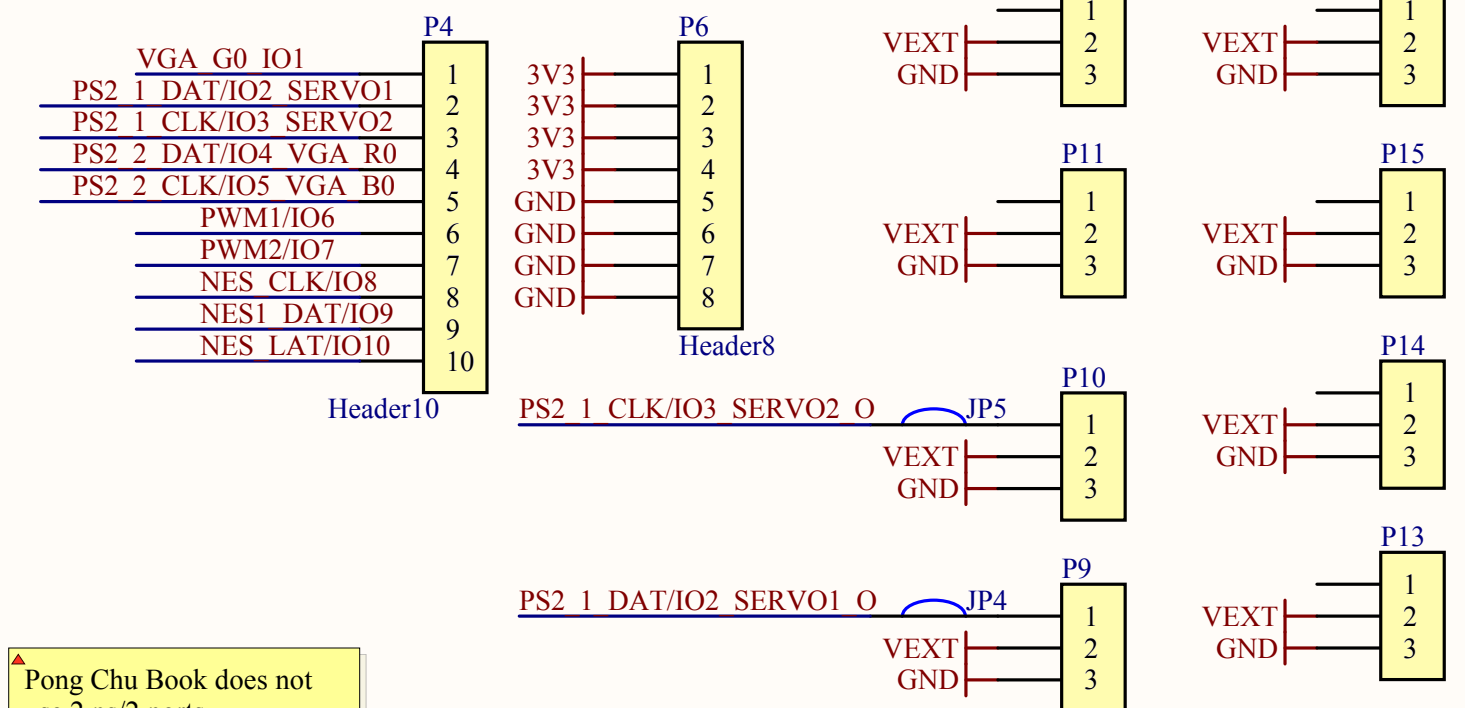 P4
VGA_G0_IO1
1
PS2_1_DAT/IO2_SERVO1
2
PS2_1_CLK/IO3_SERVO2
3
PS2_2_DAT/IO4_VGA_R0
4
PS2_2_CLK/IO5_VGA_B0
5
PWM1/IO6
6
PWM2/IO7
7
NES_CLK/IO8
8
NES1_DAT/IO9
9
NES_LAT/IO10
10
Header10
P6
3V3 1
3V3 2
3V3 3
3V3 4
GND 5
GND 6
GND 7
GND 8
Header8
1
VEXT 2
GND 3
1
VEXT 2
GND 3
P11
1
VEXT 2
GND 3
P15
1
VEXT 2
GND 3
P10
PS2_1_CLK/IO3_SERVO2_O JP5
1
VEXT 2
GND 3
P14
1
VEXT 2
GND 3
P9
PS2_1_DAT/IO2_SERVO1_O JP4
1
VEXT 2
GND 3
P13
1
VEXT 2
GND 3
Pong Chu Book does not
2 ps/2 ports